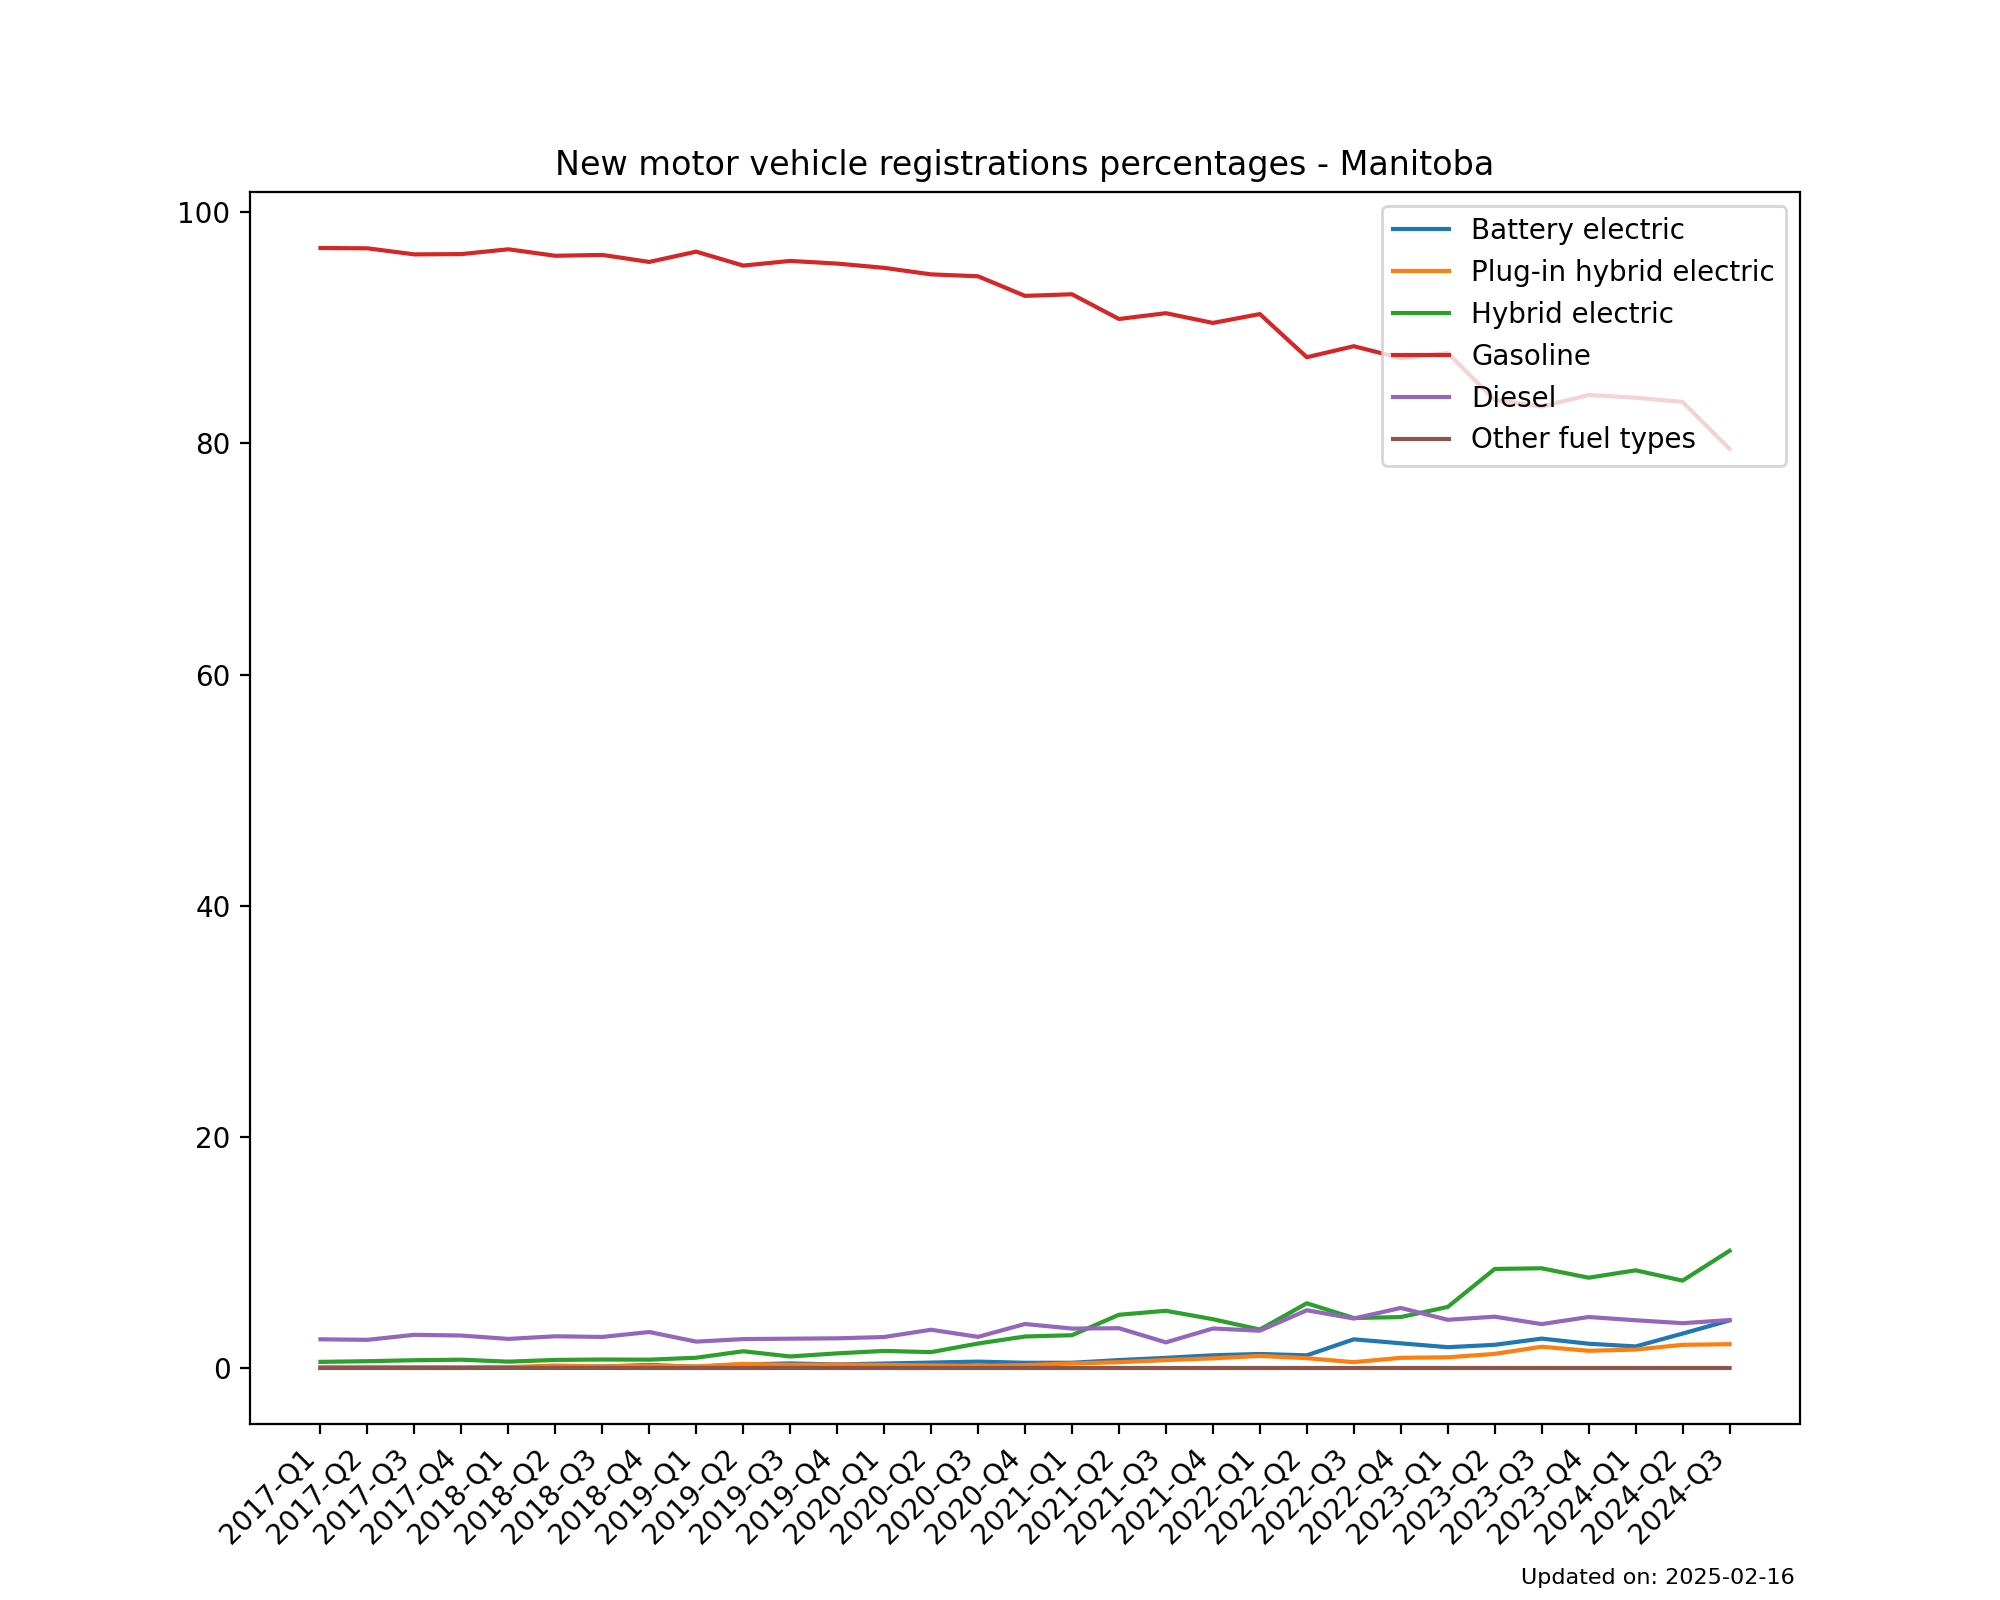 New motor vehicle registrations percentages - Manitoba
100
80
60
40
20
0
Battery electric
Plug-in hybrid electric
Hybrid electric
Gasoline
Diesel
Other fuel types
2017-Q1
2017-Q2
2017-Q3
2017-Q4
2018-Q1
2018-Q2
2018-Q3
2018-Q4
2019-Q1
2019-Q2
2019-Q3
2019-Q4
2020-Q1
2020-Q2
2020-Q3
2020-Q4
2021-Q1
2021-Q2
2021-Q3
2021-Q4
2022-Q1
2022-Q2
2022-Q3
2022-Q4
2023-Q1
2023-Q2
2023-Q3
2023-Q4
2024-Q1
2024-Q2
2024-Q3
Updated on: 2025-02-16